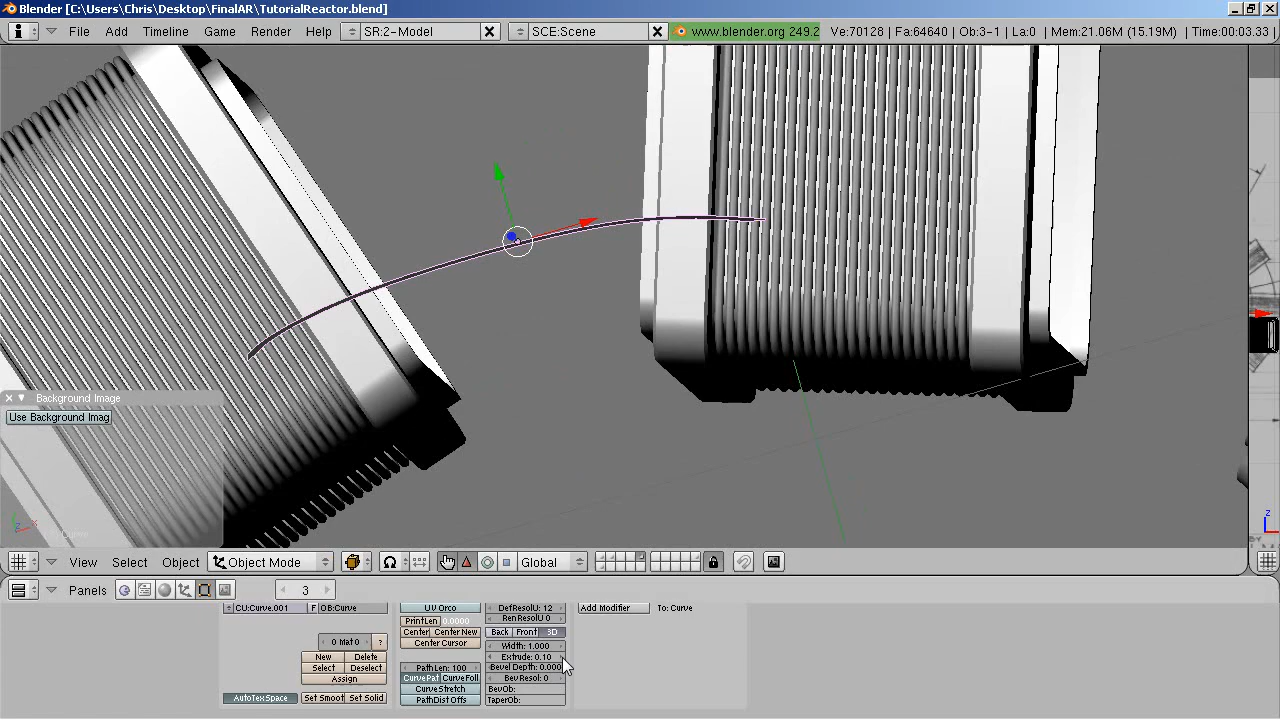 Blender [C:\Users\Chris\Desktop\FinalAR\TutorialReactor.blend]
File Add Timeline Game Render Help SR:2-Model SCE:Scene www.blender.org 249.2 Ve:70128 | Fa:64640 | Ob:3-1 | La:0 | Mem:21.06M (15.19M) | Time:00:03.33
Background Image
Use Background Imag
View Select Object Object Mode Global
z
Panels 3
CU:Curve.001 F OB:Curve UV Orco DefResolU: 12 Add Modifier To: Curve
RenResolU 0
PrintLen 0.0000
Center Center New Back Front 3D
0 Mat 0 ? Center Cursor Width: 1.000
New Delete Extrude: 0.10
Select Deselect PathLen: 100 Bevel Depth: 0.000
Assign CurvePat CurveFoll BevResol: 0
CurveStretch BevOb:
AutoTexSpace Set Smoot Set Solid PathDist Offs TaperOb: